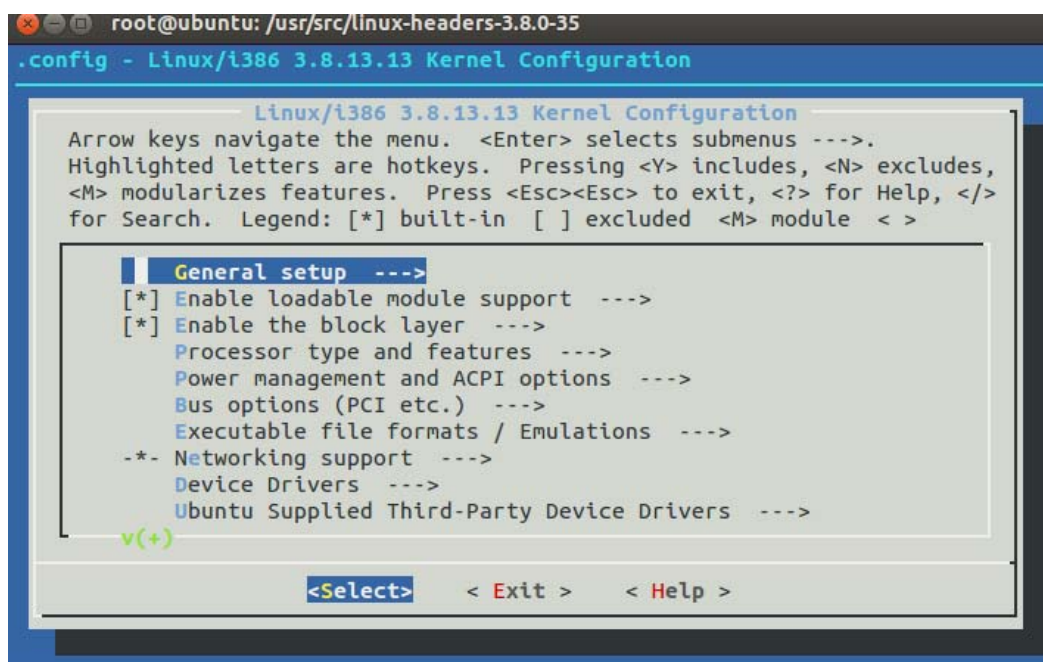 root@ubuntu: /usr/src/linux-headers-3.8.0-35
.config - Linux/i386 3.8.13.13 Kernel Configuration
Linux/i386 3.8.13.13 Kernel Configuration
Arrow keys navigate the menu. <Enter> selects submenus --->.
Highlighted letters are hotkeys. Pressing <Y> includes, <N> excludes,
<M> modularizes features. Press <Esc><Esc> to exit, <?> for Help, </>
for Search. Legend: [*] built-in [ ] excluded <M> module < >
General setup --->
[*] Enable loadable module support --->
[*] Enable the block layer --->
Processor type and features --->
Power management and ACPI options --->
Bus options (PCI etc.) --->
Executable file formats / Emulations --->
-*- Networking support --->
Device Drivers --->
Ubuntu Supplied Third-Party Device Drivers --->
v(+)
<Select> < Exit > < Help >